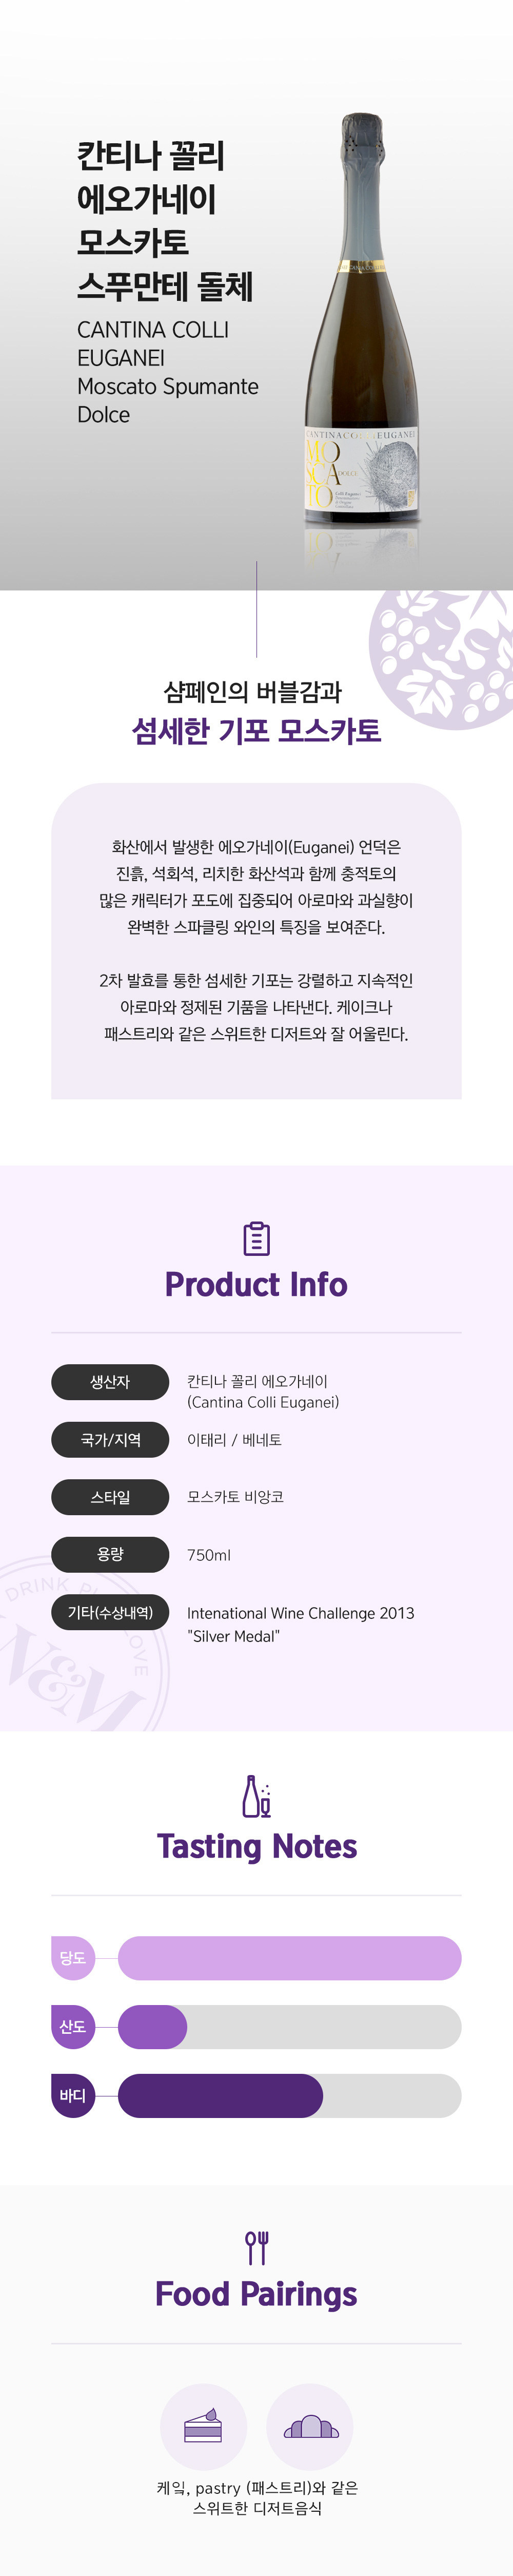 칸티나 꼴리
에오가네이
모스카토
스푸만테 돌체
CANTINA COLLI
EUGANEI
Moscato Spumante
Dolce
CANTINA COLLI EUGANEI
MO
SCA
TO
DOLCE
샴페인의 버블감과
섬세한 기포 모스카토
화산에서 발생한 에오가네이(Euganei) 언덕은
진흙, 석회석, 리치한 화산석과 함께 충적토의
많은 캐릭터가 포도에 집중되어 아로마와 과실향이
완벽한 스파클링 와인의 특징을 보여준다.
2차 발효를 통한 섬세한 기포는 강렬하고 지속적인
아로마와 정제된 기품을 나타낸다. 케이크나
패스트리와 같은 스위트한 디저트와 잘 어울린다.
Product Info
생산자
칸티나 꼴리 에오가네이
(Cantina Colli Euganei)
국가/지역
이태리 / 베네토
스타일
모스카토 비앙코
용량
750ml
기타(수상내역)
Intenational Wine Challenge 2013
"Silver Medal"
DRINK
LOVE
W&M
Tasting Notes
당도
산도
바디
Food Pairings
케잌, pastry (패스트리)와 같은
스위트한 디저트음식